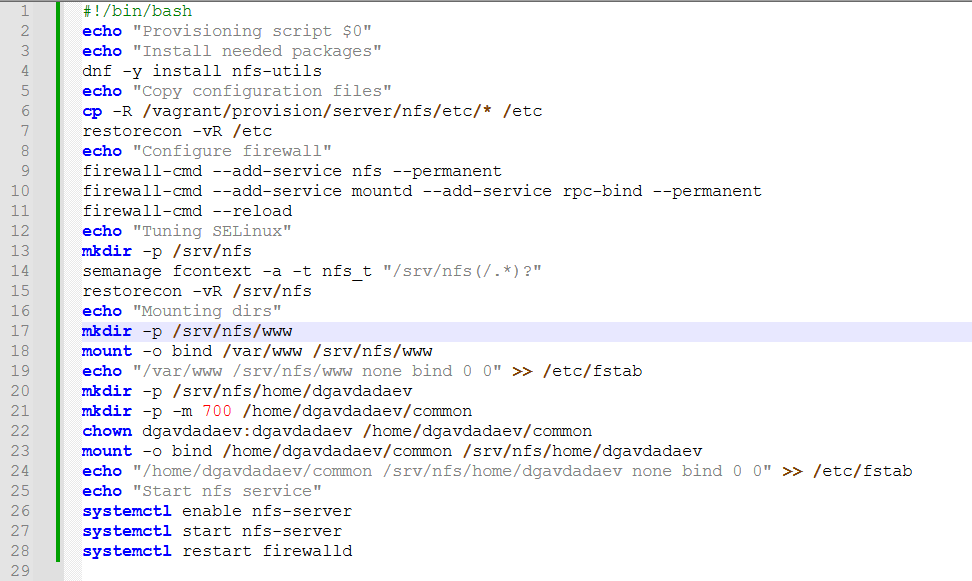 1 #!/bin/bash
2 echo "Provisioning script $0"
3 echo "Install needed packages"
4 dnf -y install nfs-utils
5 echo "Copy configuration files"
6 cp -R /vagrant/provision/server/nfs/etc/* /etc
7 restorecon -vR /etc
8 echo "Configure firewall"
9 firewall-cmd --add-service nfs --permanent
10 firewall-cmd --add-service mountd --add-service rpc-bind --permanent
11 firewall-cmd --reload
12 echo "Tuning SELinux"
13 mkdir -p /srv/nfs
14 semanage fcontext -a -t nfs_t "/srv/nfs(/.*)?"
15 restorecon -vR /srv/nfs
16 echo "Mounting dirs"
17 mkdir -p /srv/nfs/www
18 mount -o bind /var/www /srv/nfs/www
19 echo "/var/www /srv/nfs/www none bind 0 0" >> /etc/fstab
20 mkdir -p /srv/nfs/home/dgavdadaev
21 mkdir -p -m 700 /home/dgavdadaev/common
22 chown dgavdadaev:dgavdadaev /home/dgavdadaev/common
23 mount -o bind /home/dgavdadaev/common /srv/nfs/home/dgavdadaev
24 echo "/home/dgavdadaev/common /srv/nfs/home/dgavdadaev none bind 0 0" >> /etc/fstab
25 echo "Start nfs service"
26 systemctl enable nfs-server
27 systemctl start nfs-server
28 systemctl restart firewalld
29